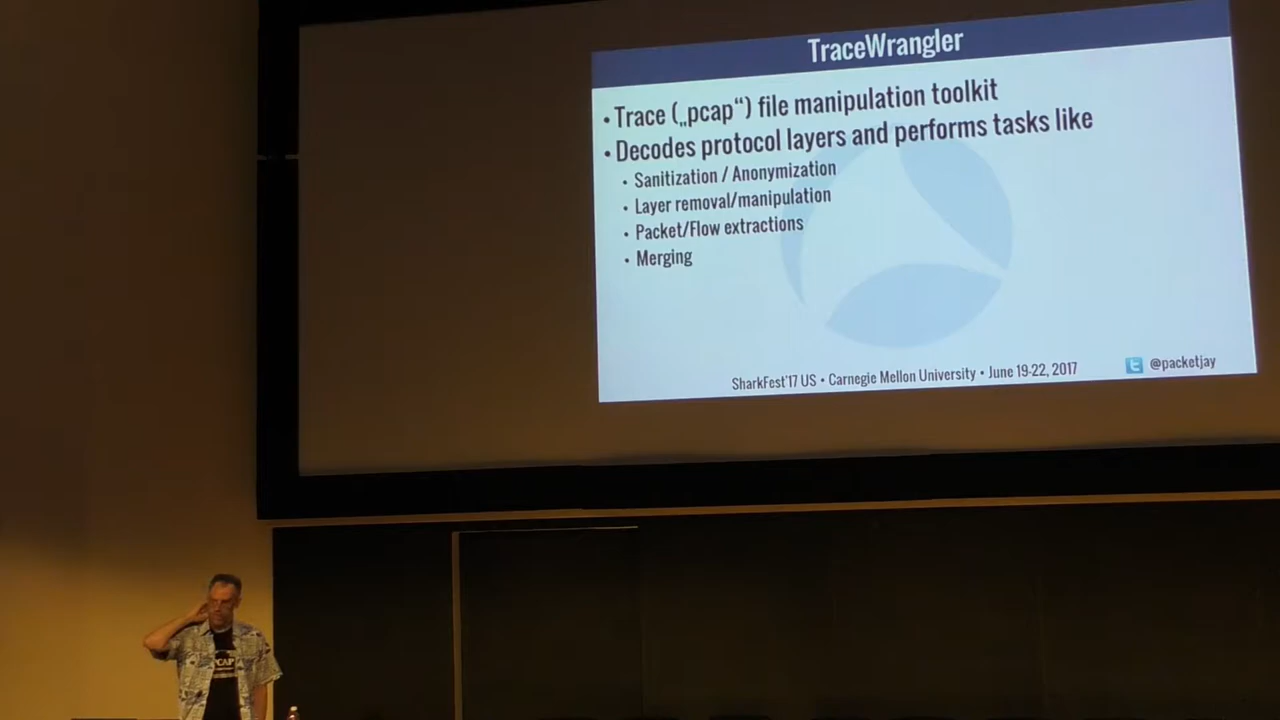 TraceWrangler
• Trace („pcap“) file manipulation toolkit
• Decodes protocol layers and performs tasks like
• Sanitization / Anonymization
• Layer removal/manipulation
• Packet/Flow extractions
• Merging
SharkFest'17 US • Carnegie Mellon University • June 19-22, 2017
@packetjay
PCAP